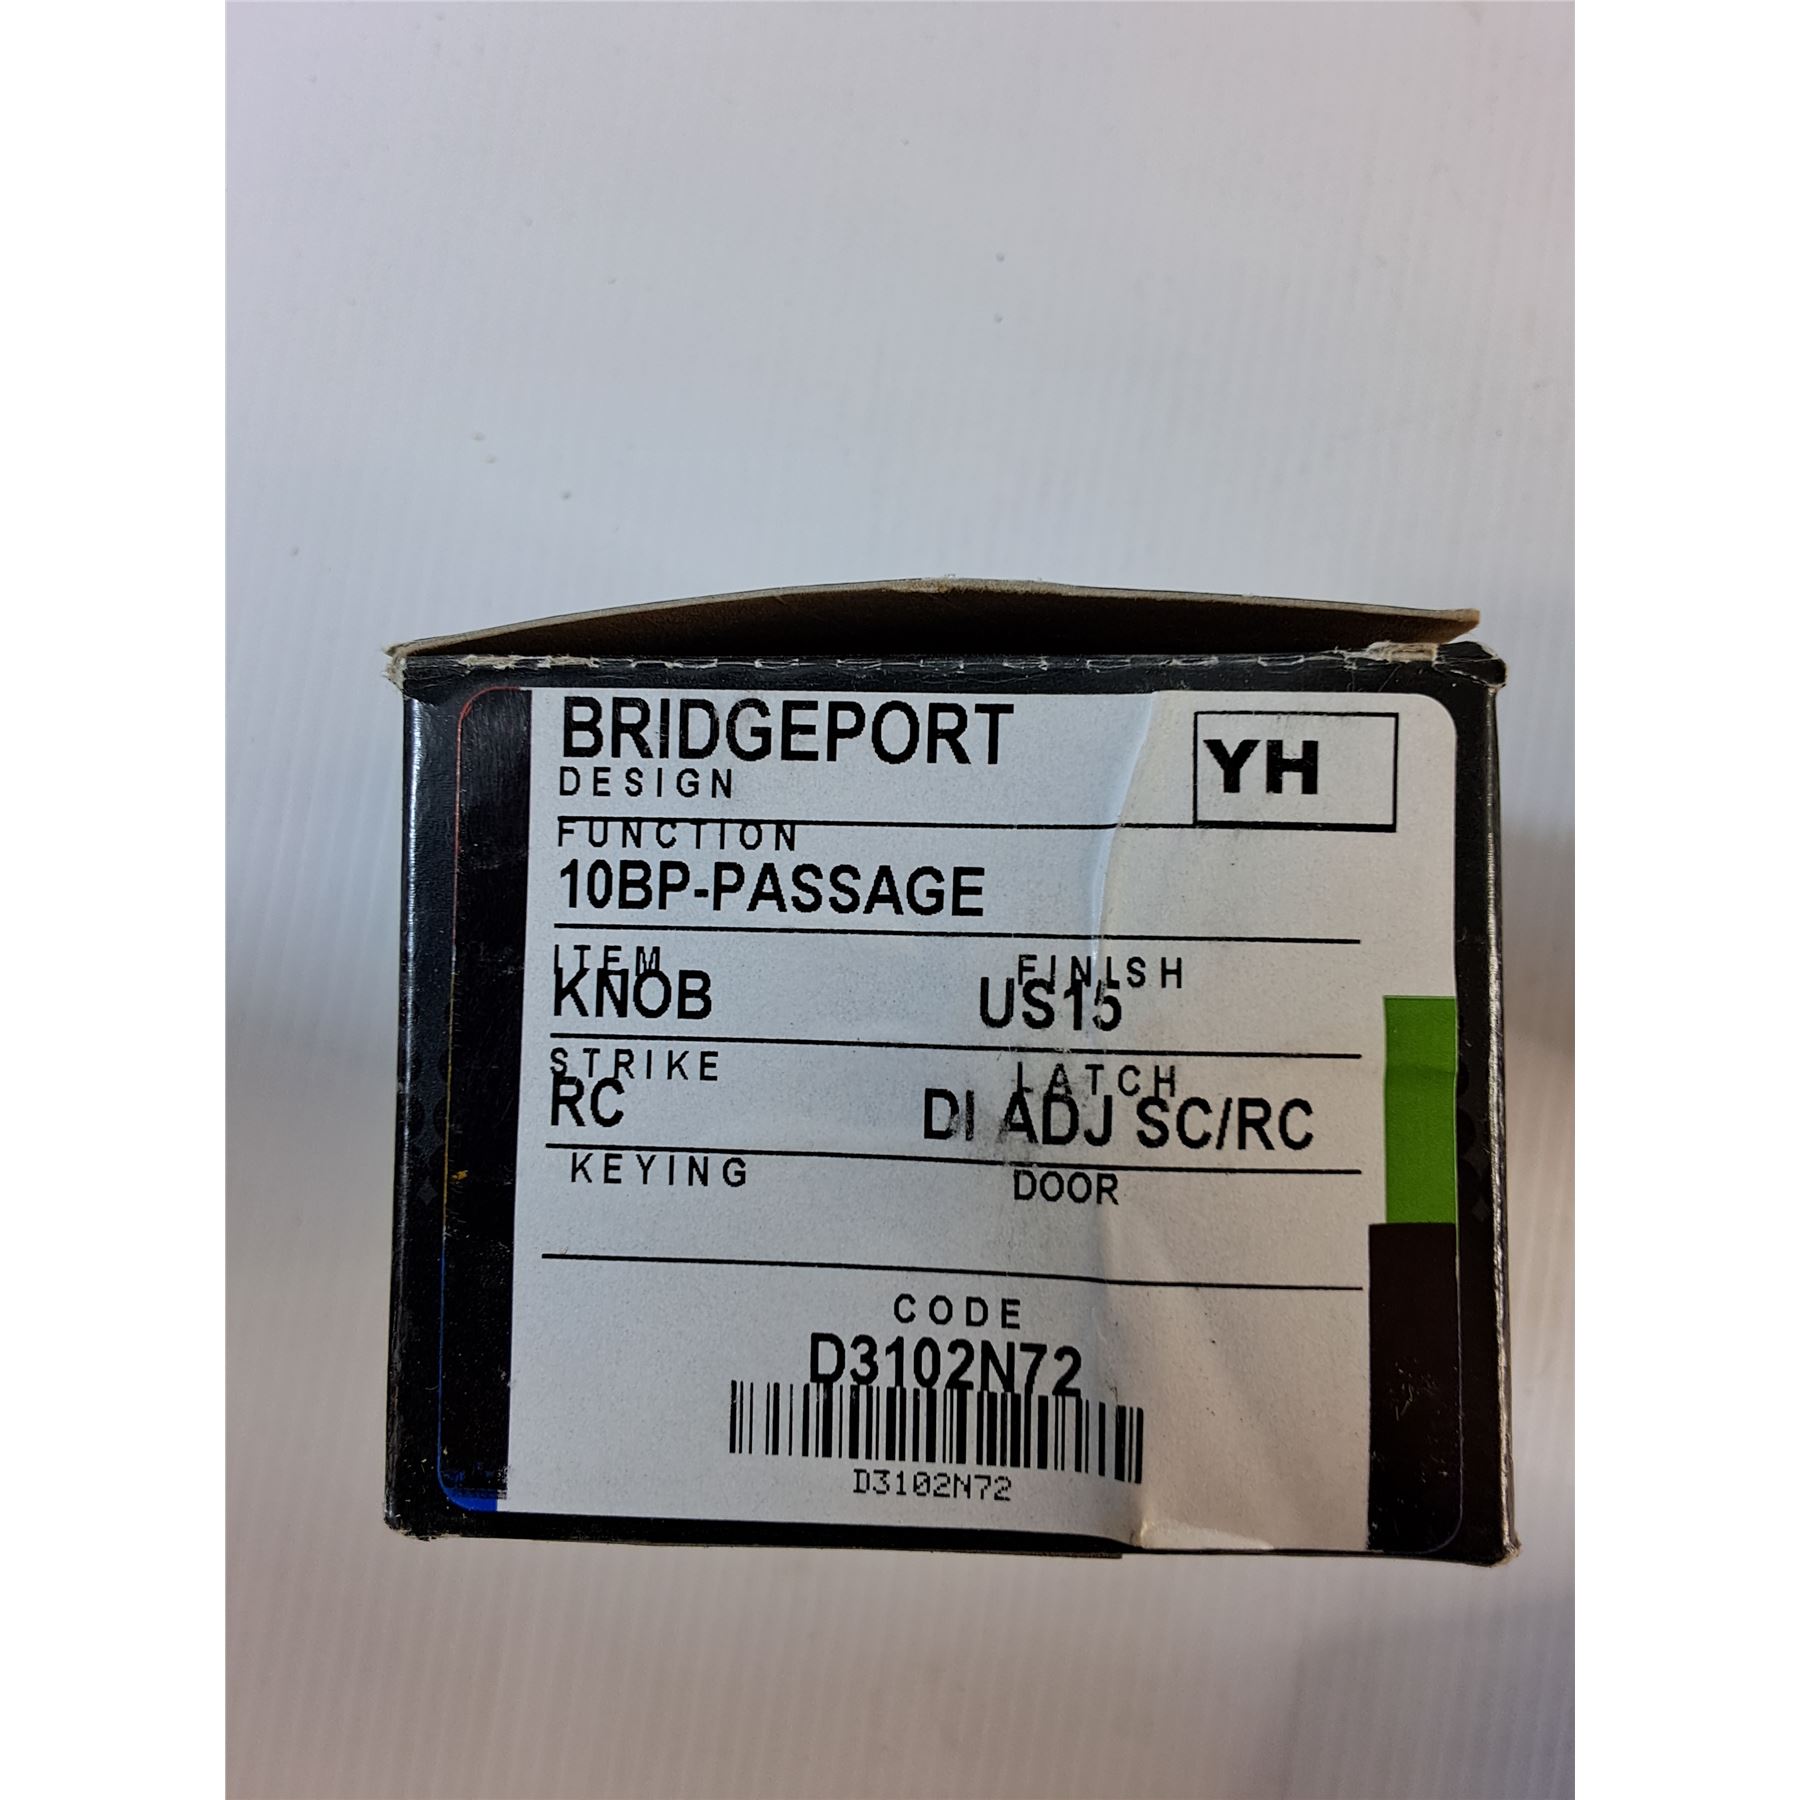 BRIDGEPORT
YH
DESIGN
FUNCTION
10BP-PASSAGE
ITEM FINISH
KNOB US15
STRIKE LATCH
RC DI ADJ SC/RC
KEYING DOOR
CODE
D3102N72
D3102N72